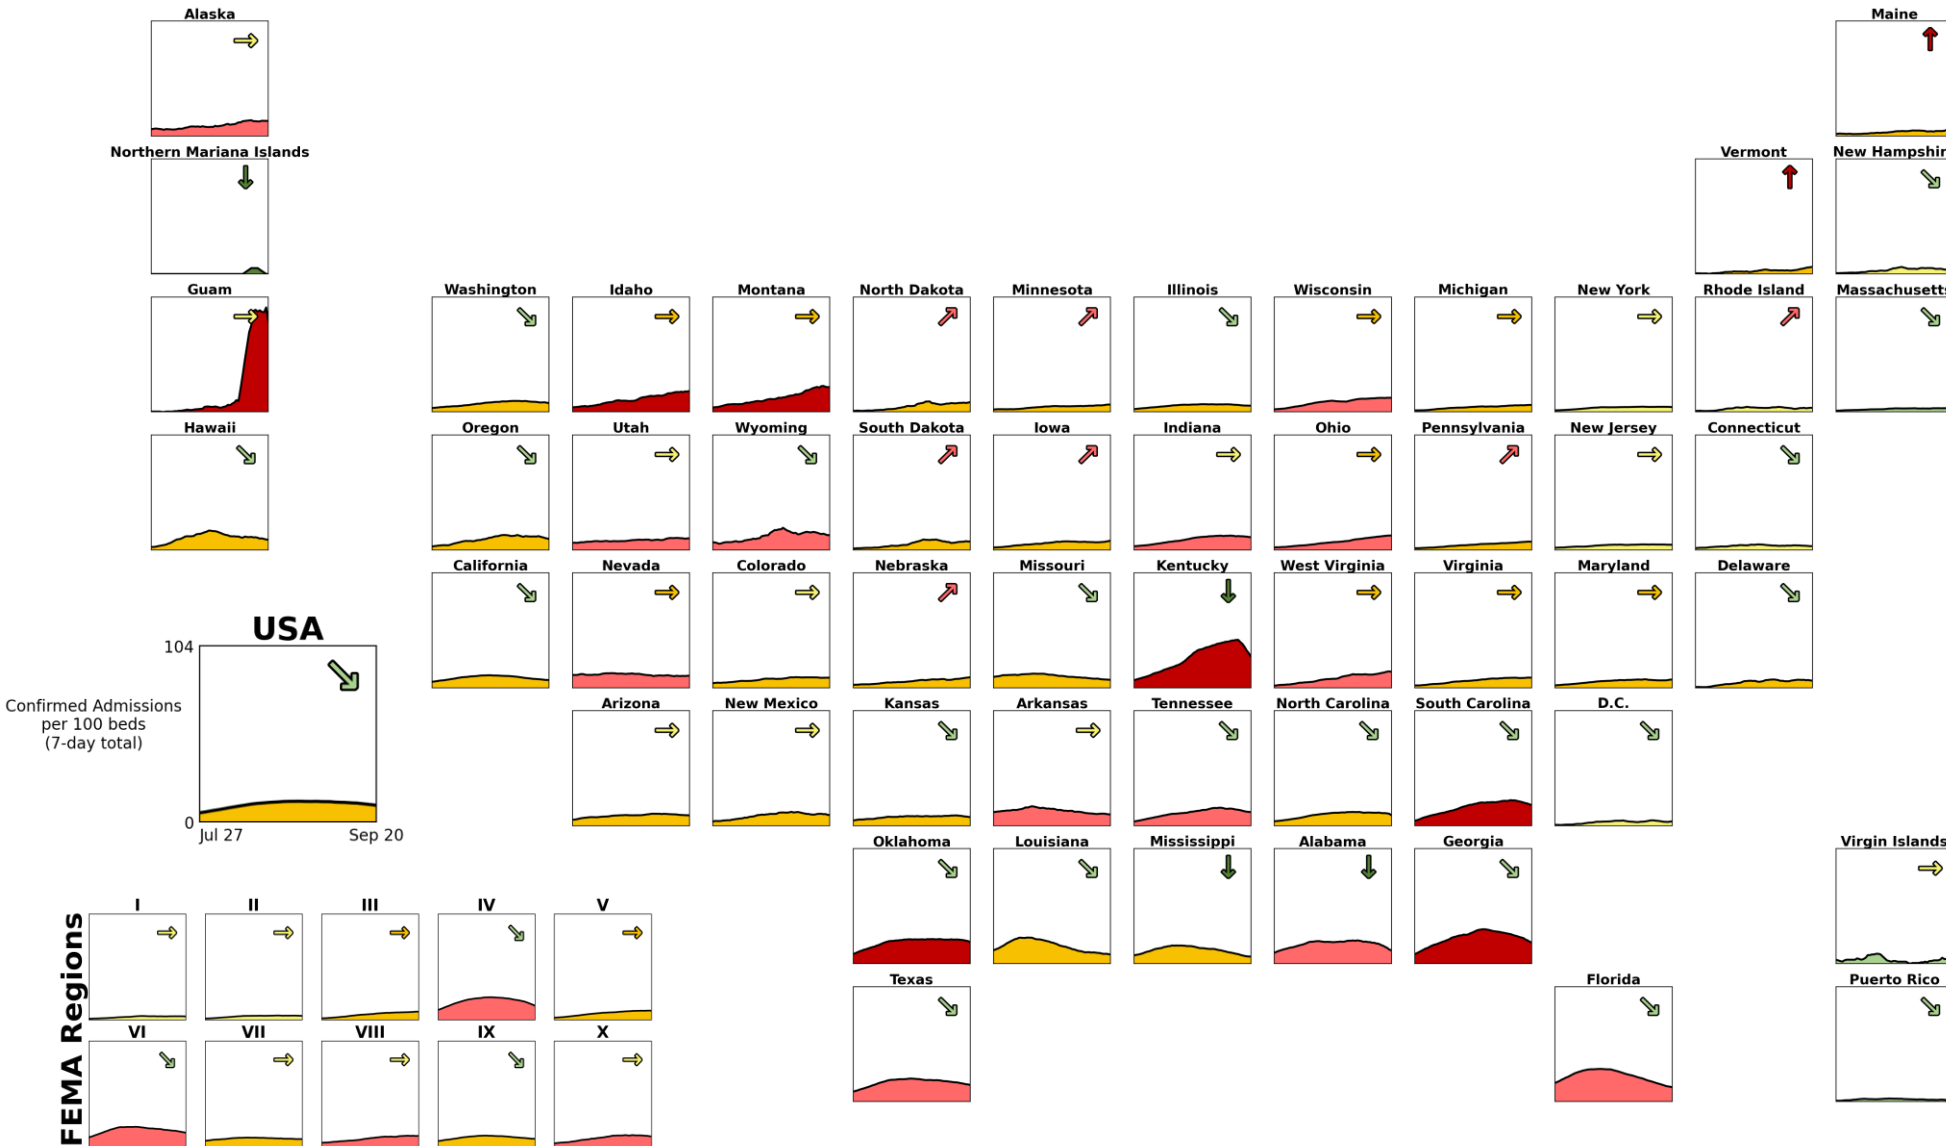 Alaska
Maine
Northern Mariana Islands
Vermont
New Hampshir
Guam
Washington
Idaho
Montana
North Dakota
Minnesota
Illinois
Wisconsin
Michigan
New York
Rhode Island
Massachusetts
Hawaii
Oregon
Utah
Wyoming
South Dakota
Iowa
Indiana
Ohio
Pennsylvania
New Jersey
Connecticut
California
Nevada
Colorado
Nebraska
Missouri
Kentucky
West Virginia
Virginia
Maryland
Delaware
USA
104
Confirmed Admissions
per 100 beds
(7-day total)
0
Jul 27
Sep 20
Arizona
New Mexico
Kansas
Arkansas
Tennessee
North Carolina
South Carolina
D.C.
Oklahoma
Louisiana
Mississippi
Alabama
Georgia
Virgin Islands
Texas
Florida
Puerto Rico
FEMA Regions
I
II
III
IV
V
VI
VII
VIII
IX
X